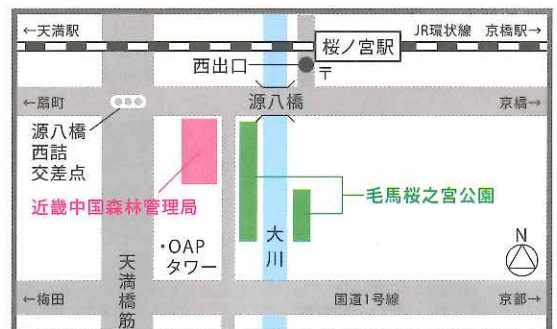 ←天満駅
JR環状線 京橋駅→
桜ノ宮駅
西出口
〒
←扇町
源八橋
京橋→
源八橋
西詰
交差点
近畿中国森林管理局
毛馬桜之宮公園
・OAP
タワー
大川
N
天満橋筋
←梅田
国道1号線
京都→